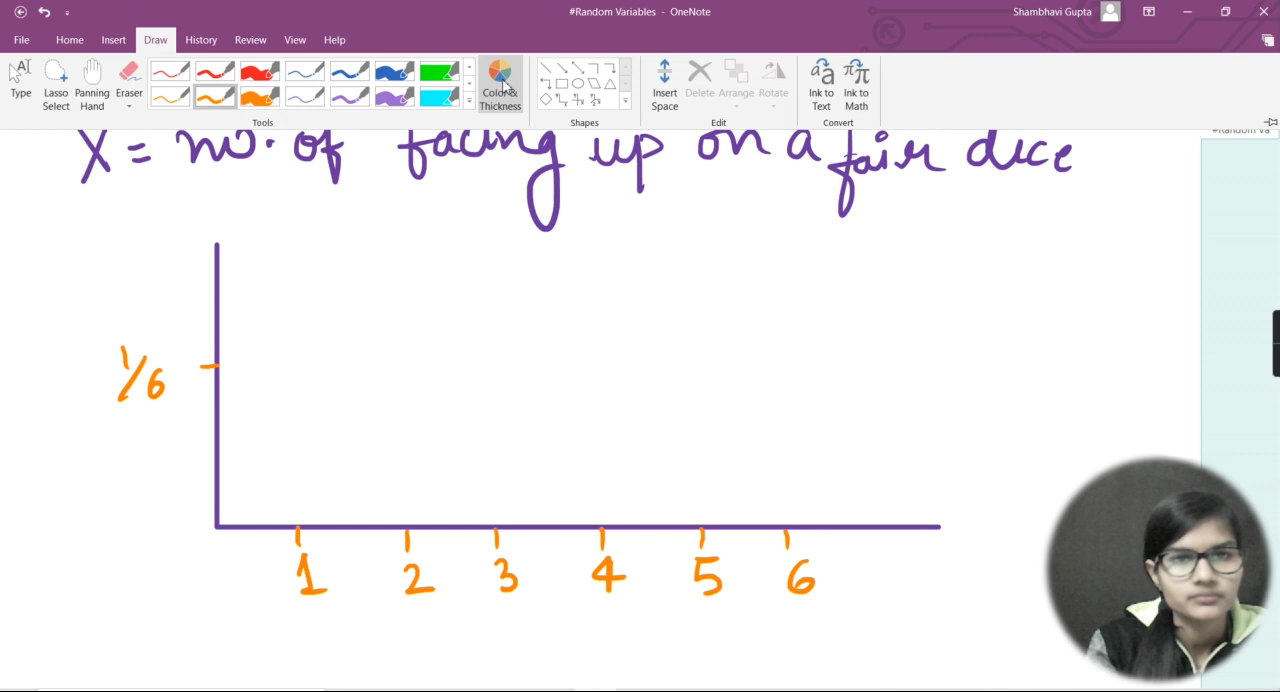 #Random Variables - OneNote
Shambhavi Gupta
File Home Insert Draw History Review View Help
Type
Lasso Select
Panning Hand
Eraser
Thickness
Insert Space
Delete
Arrange
Rotate
Ink to Text
Ink to Math
Tools
Shapes
Edit
Convert
#Random Va
X = no. of facing up on a fair dice
1/6
1 2 3 4 5 6